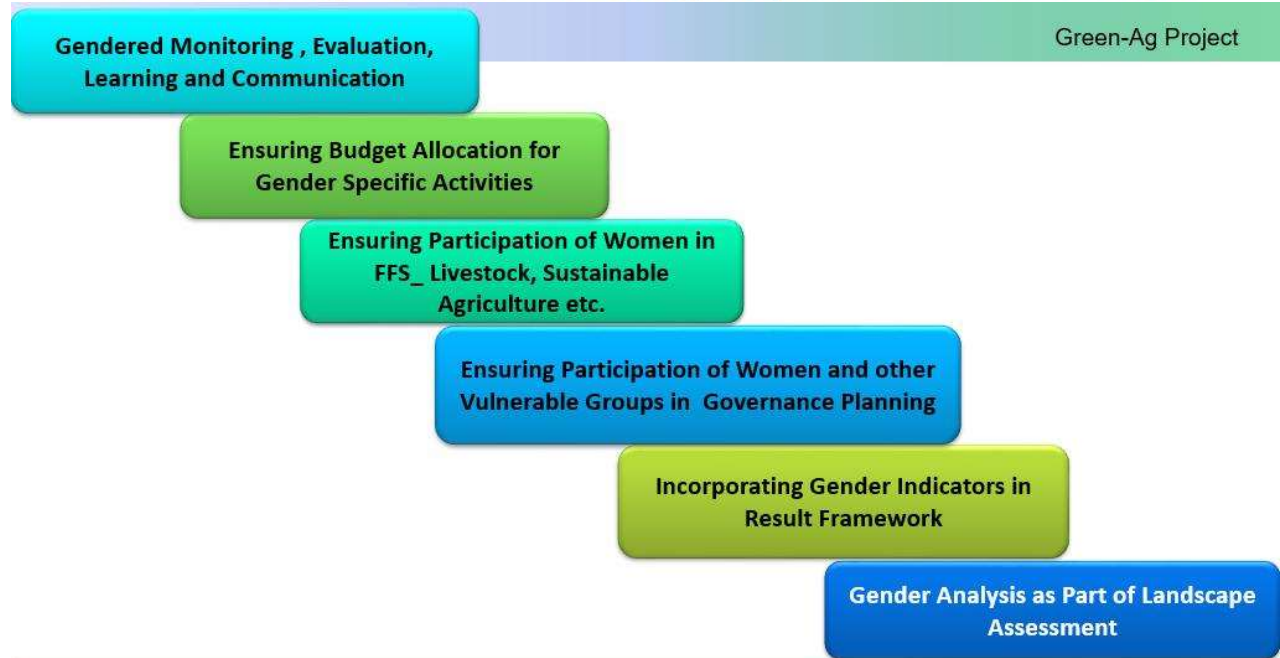 Green-Ag Project
Gendered Monitoring , Evaluation,
Learning and Communication
Ensuring Budget Allocation for
Gender Specific Activities
Ensuring Participation of Women in
FFS_ Livestock, Sustainable
Agriculture etc.
Ensuring Participation of Women and other
Vulnerable Groups in Governance Planning
Incorporating Gender Indicators in
Result Framework
Gender Analysis as Part of Landscape
Assessment